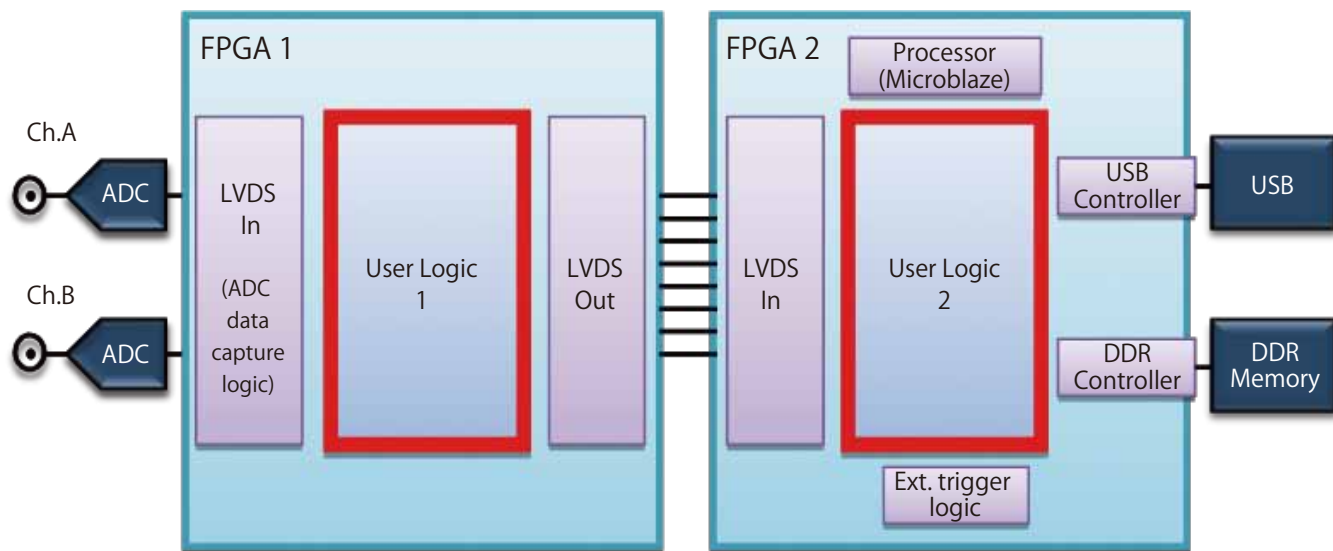 FPGA 1
Ch.A
ADC
Ch.B
ADC
LVDS
In
(ADC
data
capture
logic)
User Logic
1
LVDS
Out
FPGA 2
Processor
(Microblaze)
LVDS
In
User Logic
2
USB
Controller
USB
DDR
Controller
DDR
Memory
Ext. trigger
logic